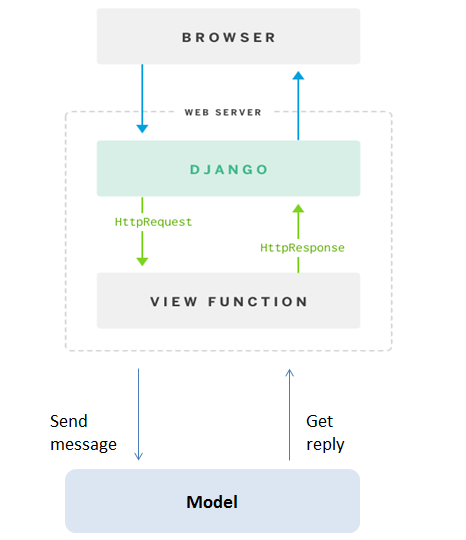 BROWSER
WEB SERVER
DJANGO
HttpRequest
HttpResponse
VIEW FUNCTION
Send
message
Get
reply
Model